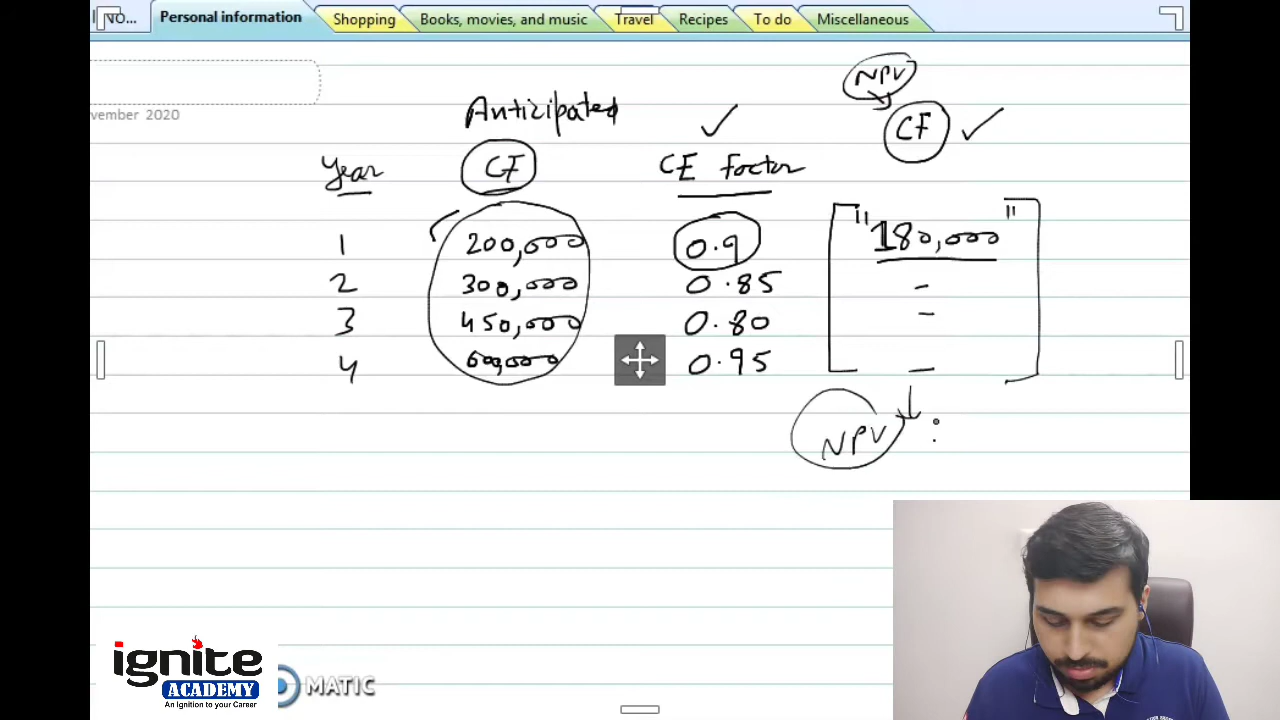 NO... Personal information Shopping Books, movies, and music Travel Recipes To do Miscellaneous
vember 2020
NPV
Anticipated CF
Year CF CE Factor
1 200,000 0.9 "180,000"
2 300,000 0.85 -
3 450,000 0.80 -
4 600,000 0.95 -
NPV :
ignite
ACADEMY
An ignition to your Career
MATIC